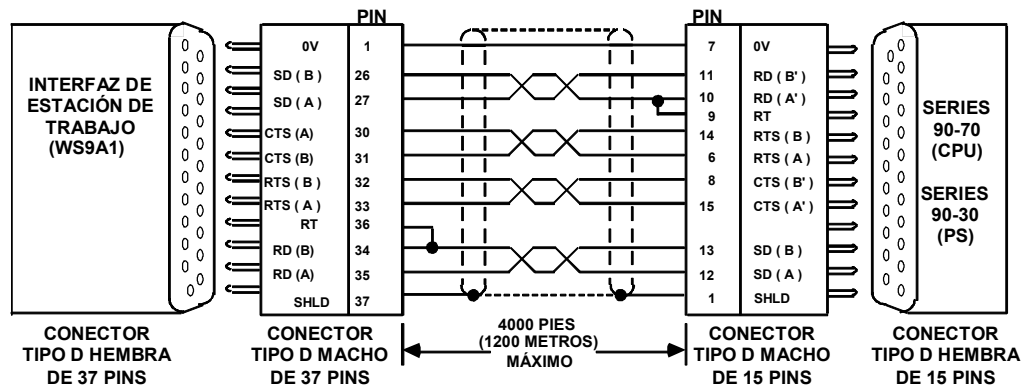 PIN
PIN
INTERFAZ DE
ESTACIÓN DE
TRABAJO
(WS9A1)
0V 1
SD ( B ) 26
SD ( A ) 27
CTS (A) 30
CTS (B) 31
RTS ( B ) 32
RTS ( A ) 33
RT 36
RD (B) 34
RD (A) 35
SHLD 37
7 0V
11 RD ( B' )
10 RD ( A' )
9 RT
14 RTS ( B )
6 RTS ( A )
8 CTS ( B' )
15 CTS ( A' )
13 SD ( B )
12 SD ( A )
1 SHLD
SERIES
90-70
(CPU)
SERIES
90-30
(PS)
CONECTOR
TIPO D HEMBRA
DE 37 PINS
CONECTOR
TIPO D MACHO
DE 37 PINS
4000 PIES
(1200 METROS)
MÁXIMO
CONECTOR
TIPO D MACHO
DE 15 PINS
CONECTOR
TIPO D HEMBRA
DE 15 PINS